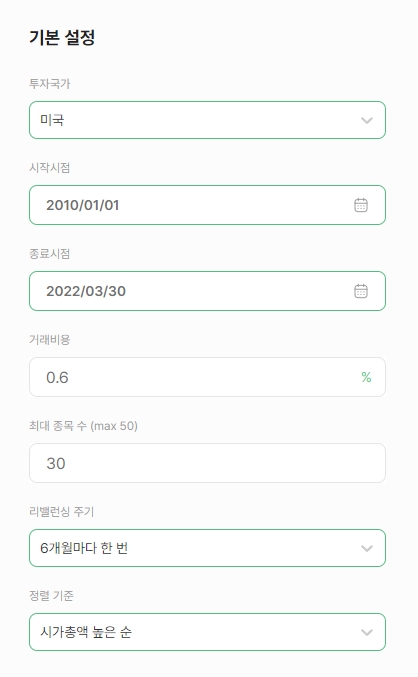 기본 설정
투자국가
미국
시작시점
2010/01/01
종료시점
2022/03/30
거래비용
0.6 %
최대 종목 수 (max 50)
30
리밸런싱 주기
6개월마다 한 번
정렬 기준
시가총액 높은 순